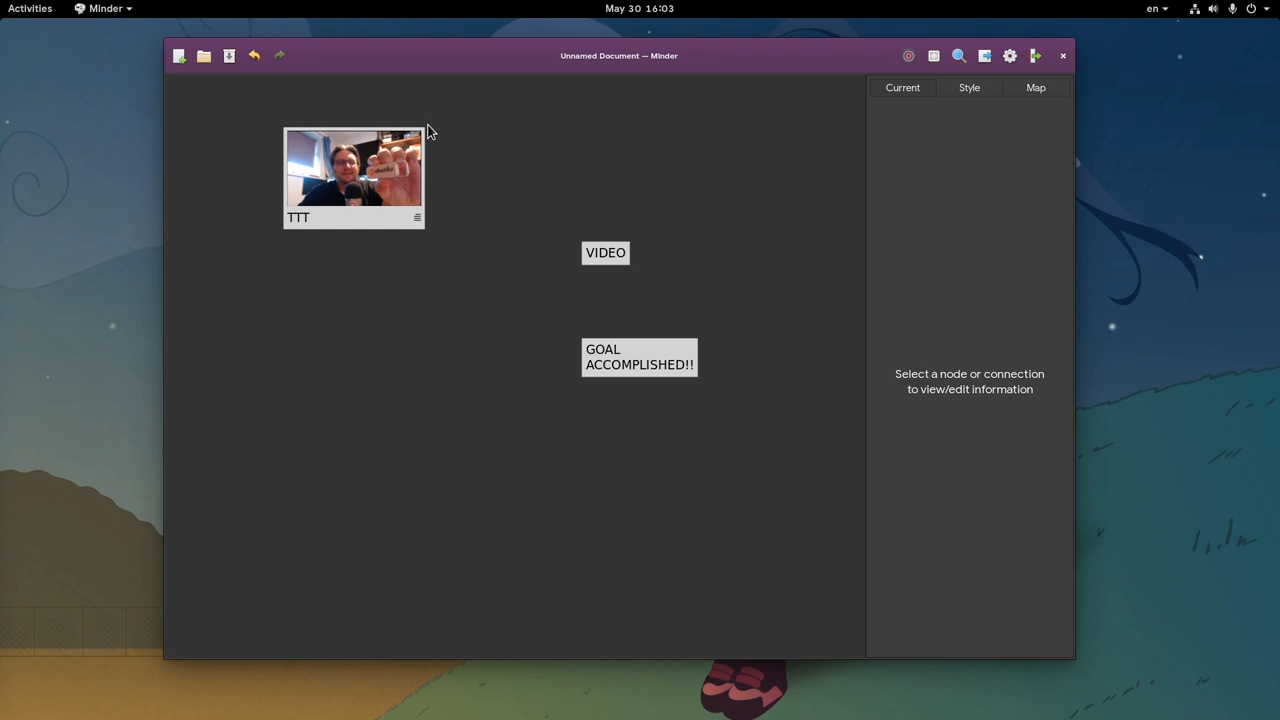 Activities
Minder
May 30 16:03
en
Unnamed Document — Minder
Current
Style
Map
TTT
VIDEO
GOAL
ACCOMPLISHED!!
Select a node or connection
to view/edit information